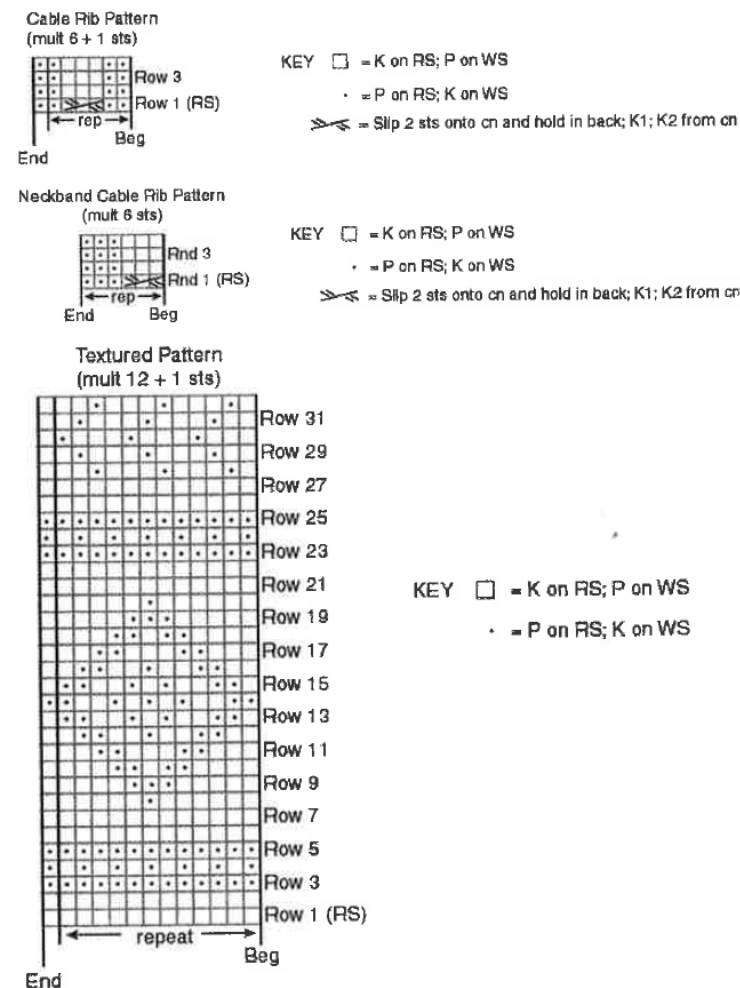 Cable Rib Pattern
(mult 6 + 1 sts)
Row 3
Row 1 (RS)
rep
Beg
End
KEY = K on RS; P on WS
· = P on RS; K on WS
= Slip 2 sts onto cn and hold in back; K1; K2 from cn
Neckband Cable Rib Pattern
(mult 6 sts)
Rnd 3
Rnd 1 (RS)
rep
End Beg
KEY = K on RS; P on WS
· = P on RS; K on WS
= Slip 2 sts onto cn and hold in back; K1; K2 from cn
Textured Pattern
(mult 12 + 1 sts)
Row 31
Row 29
Row 27
Row 25
Row 23
Row 21
Row 19
Row 17
Row 15
Row 13
Row 11
Row 9
Row 7
Row 5
Row 3
Row 1 (RS)
repeat
Beg
End
KEY = K on RS; P on WS
· = P on RS; K on WS